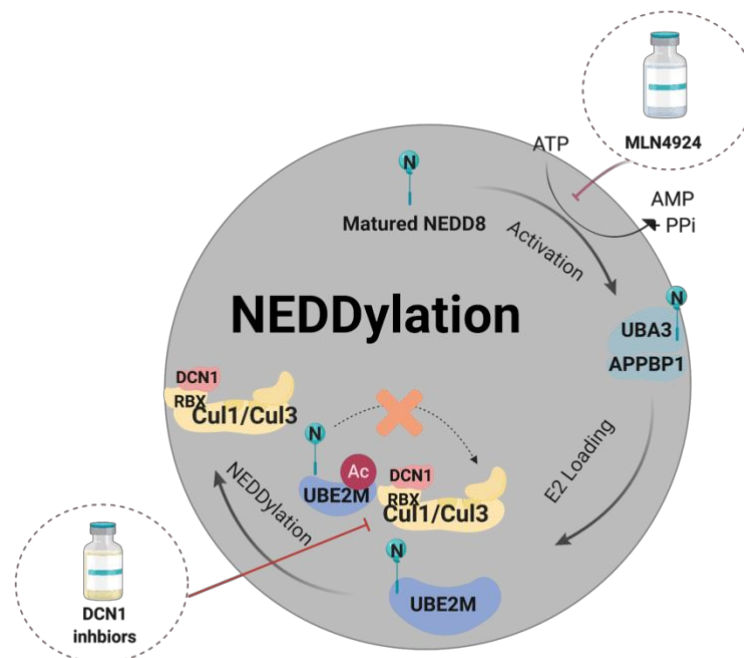 MLN4924
ATP
AMP
+ PPi
N
Matured NEDD8
Activation
NEDDylation
N
UBA3
APPBP1
DCN1
RBX
Cul1/Cul3
N
Ac
UBE2M
DCN1
RBX
Cul1/Cul3
E2 Loading
NEDDylation
N
UBE2M
DCN1
inhbiors